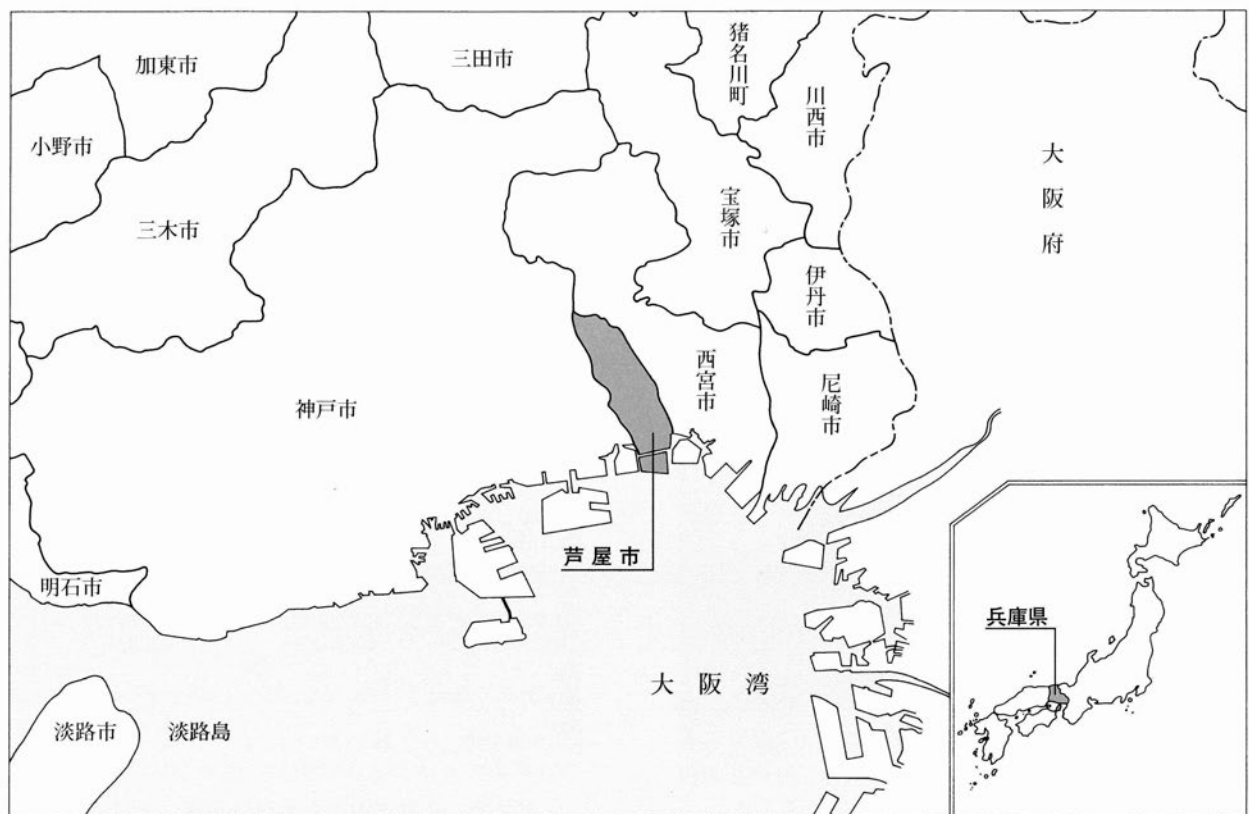 加東市
三田市
猪名川町
川西市
小野市
大阪府
三木市
宝塚市
伊丹市
西宮市
尼崎市
神戸市
芦屋市
明石市
兵庫県
大阪湾
淡路市
淡路島